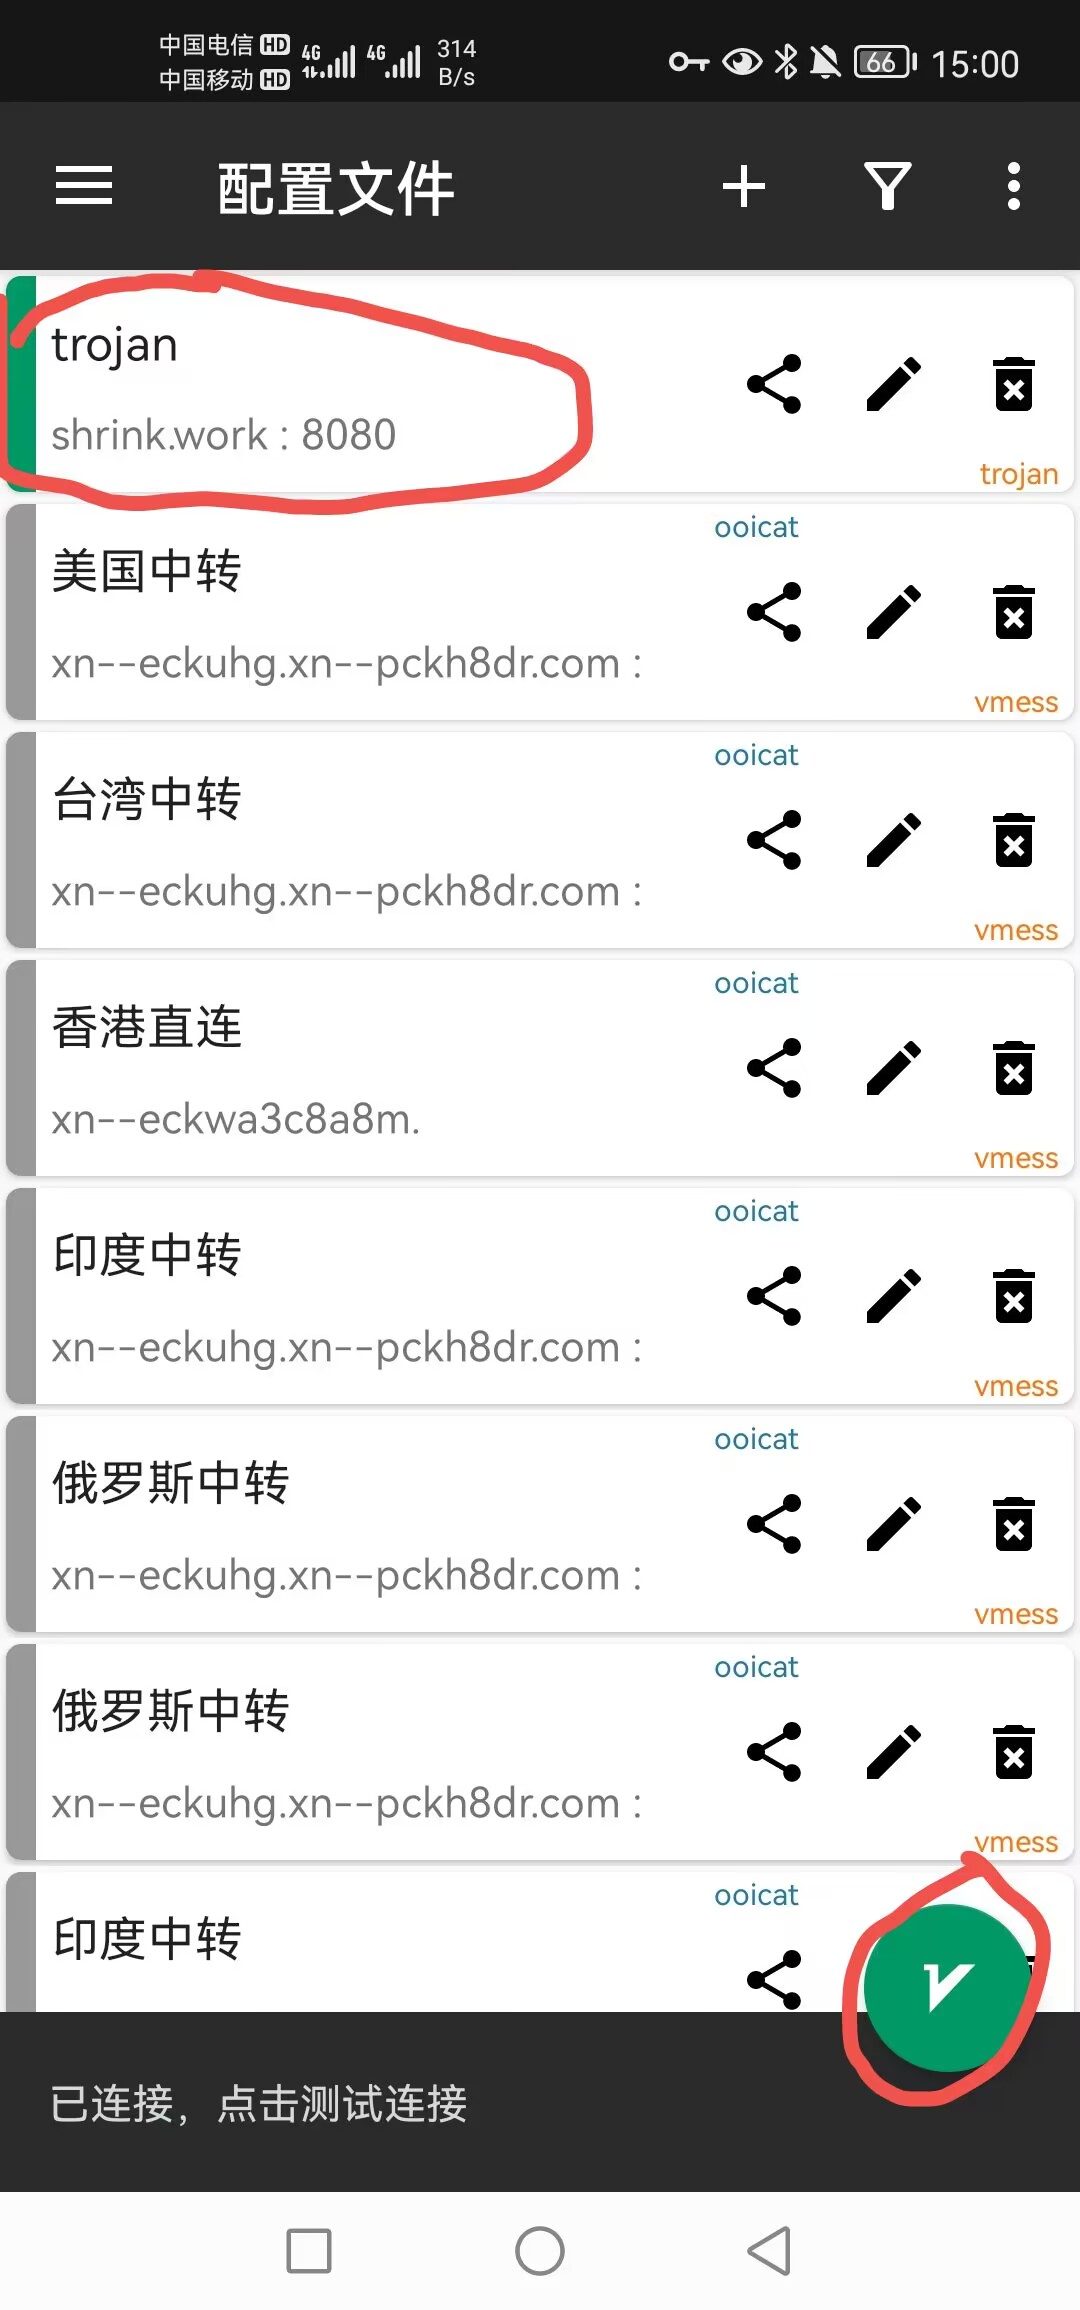 中国电信 HD 4G 4G 314
中国移动 HD B/s
66 15:00
配置文件
trojan
shrink.work : 8080
trojan
ooicat
美国中转
xn--eckuhg.xn--pckh8dr.com :
vmess
ooicat
台湾中转
xn--eckuhg.xn--pckh8dr.com :
vmess
ooicat
香港直连
xn--eckwa3c8a8m.
vmess
ooicat
印度中转
xn--eckuhg.xn--pckh8dr.com :
vmess
ooicat
俄罗斯中转
xn--eckuhg.xn--pckh8dr.com :
vmess
ooicat
俄罗斯中转
xn--eckuhg.xn--pckh8dr.com :
vmess
ooicat
印度中转
V
已连接，点击测试连接